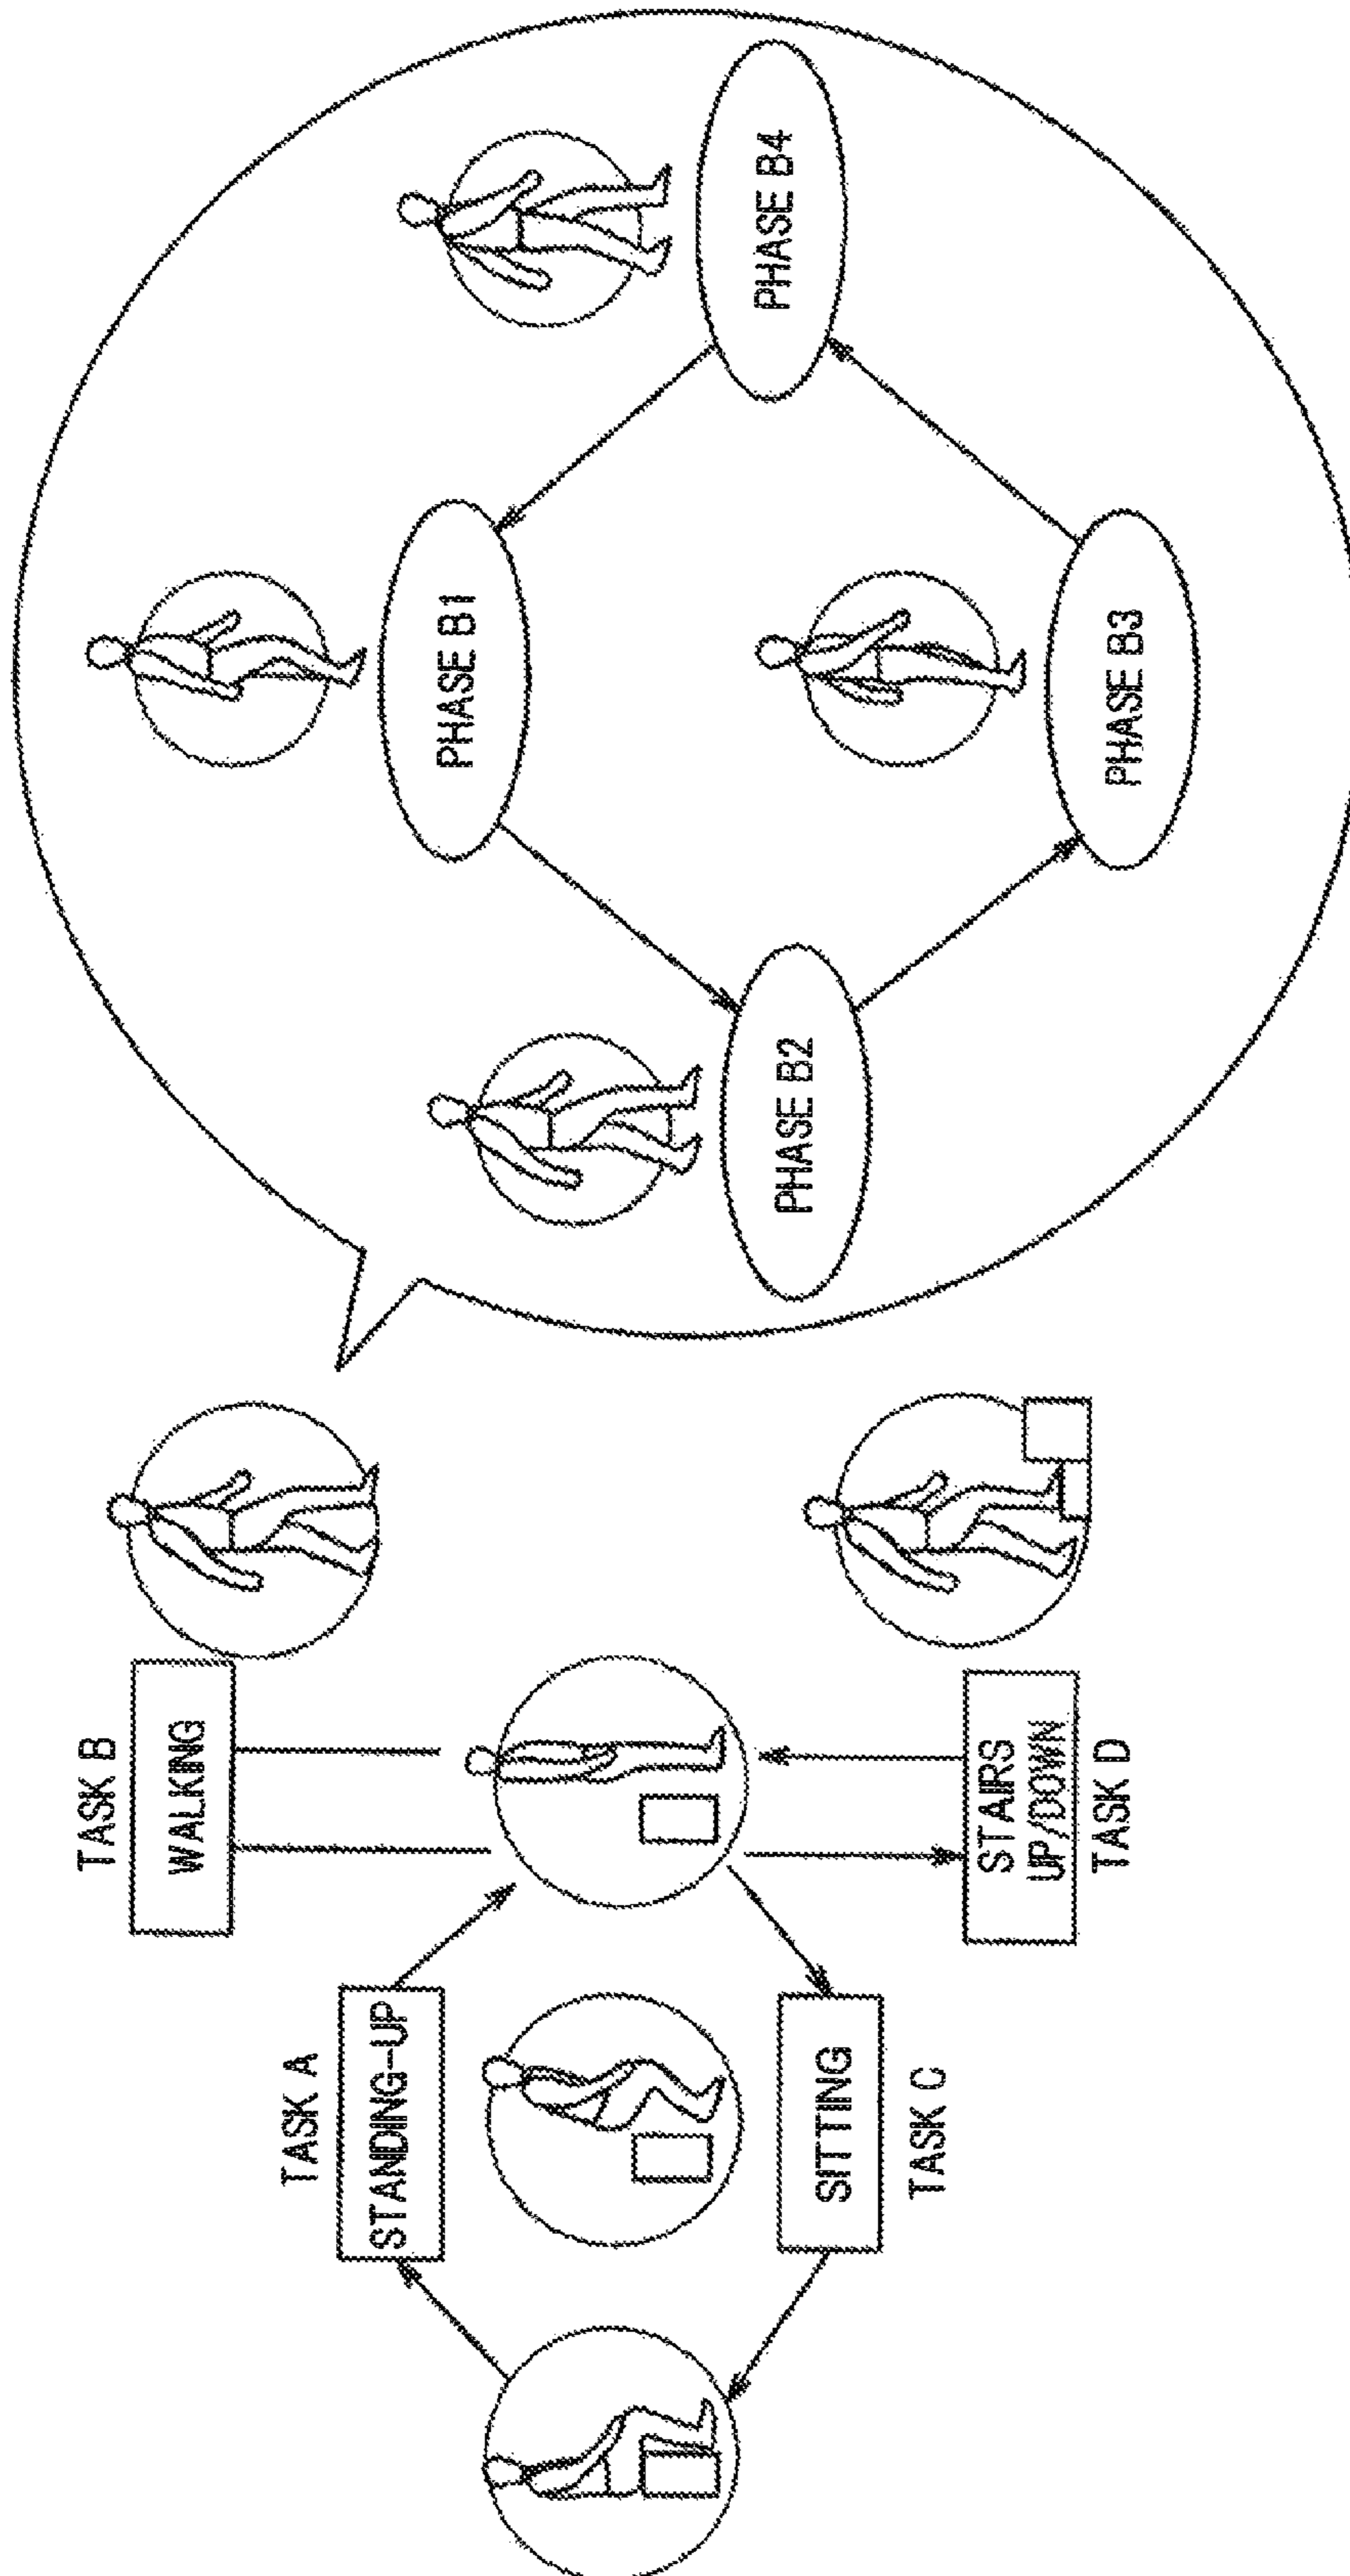 TASK A
STANDING-UP
TASK B
WALKING
SITTING
TASK C
STAIRS
UP/DOWN
TASK D
PHASE B1
PHASE B2
PHASE B3
PHASE B4